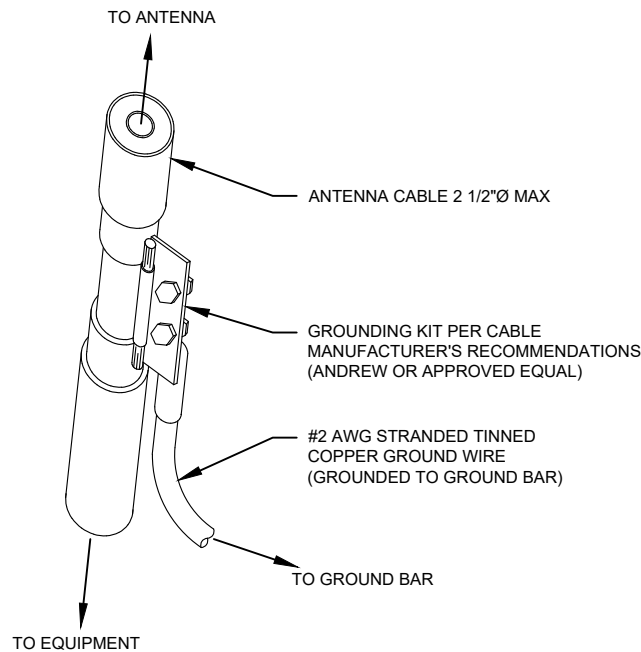 TO ANTENNA
ANTENNA CABLE 2 1/2"Ø MAX
GROUNDING KIT PER CABLE
MANUFACTURER'S RECOMMENDATIONS
(ANDREW OR APPROVED EQUAL)
#2 AWG STRANDED TINNED
COPPER GROUND WIRE
(GROUNDED TO GROUND BAR)
TO GROUND BAR
TO EQUIPMENT